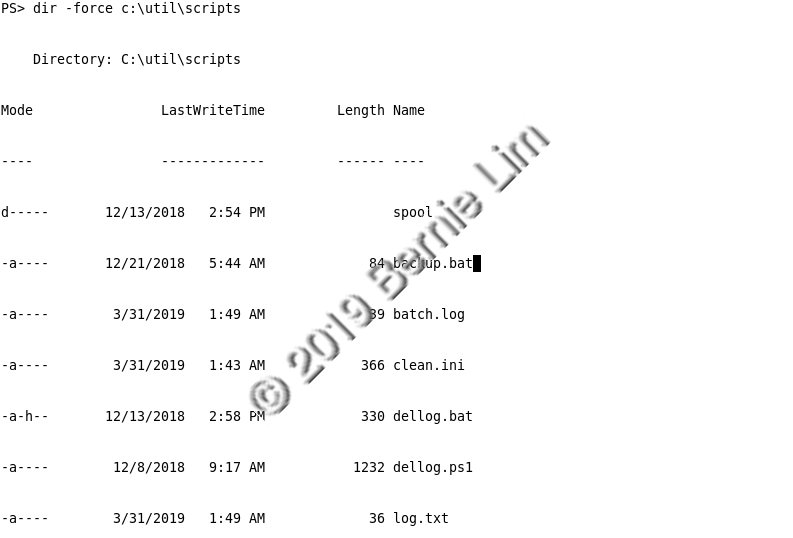 PS> dir -force c:\util\scripts
Directory: C:\util\scripts
Mode                LastWriteTime         Length Name
----                -------------         ------ ----
d-----       12/13/2018   2:54 PM                spool
-a----       12/21/2018   5:44 AM             84 backup.bat
-a----        3/31/2019   1:49 AM             39 batch.log
-a----        3/31/2019   1:43 AM            366 clean.ini
-a-h--       12/13/2018   2:58 PM            330 dellog.bat
-a----        12/8/2018   9:17 AM           1232 dellog.ps1
-a----        3/31/2019   1:49 AM             36 log.txt
© 2019 Bernie Lim